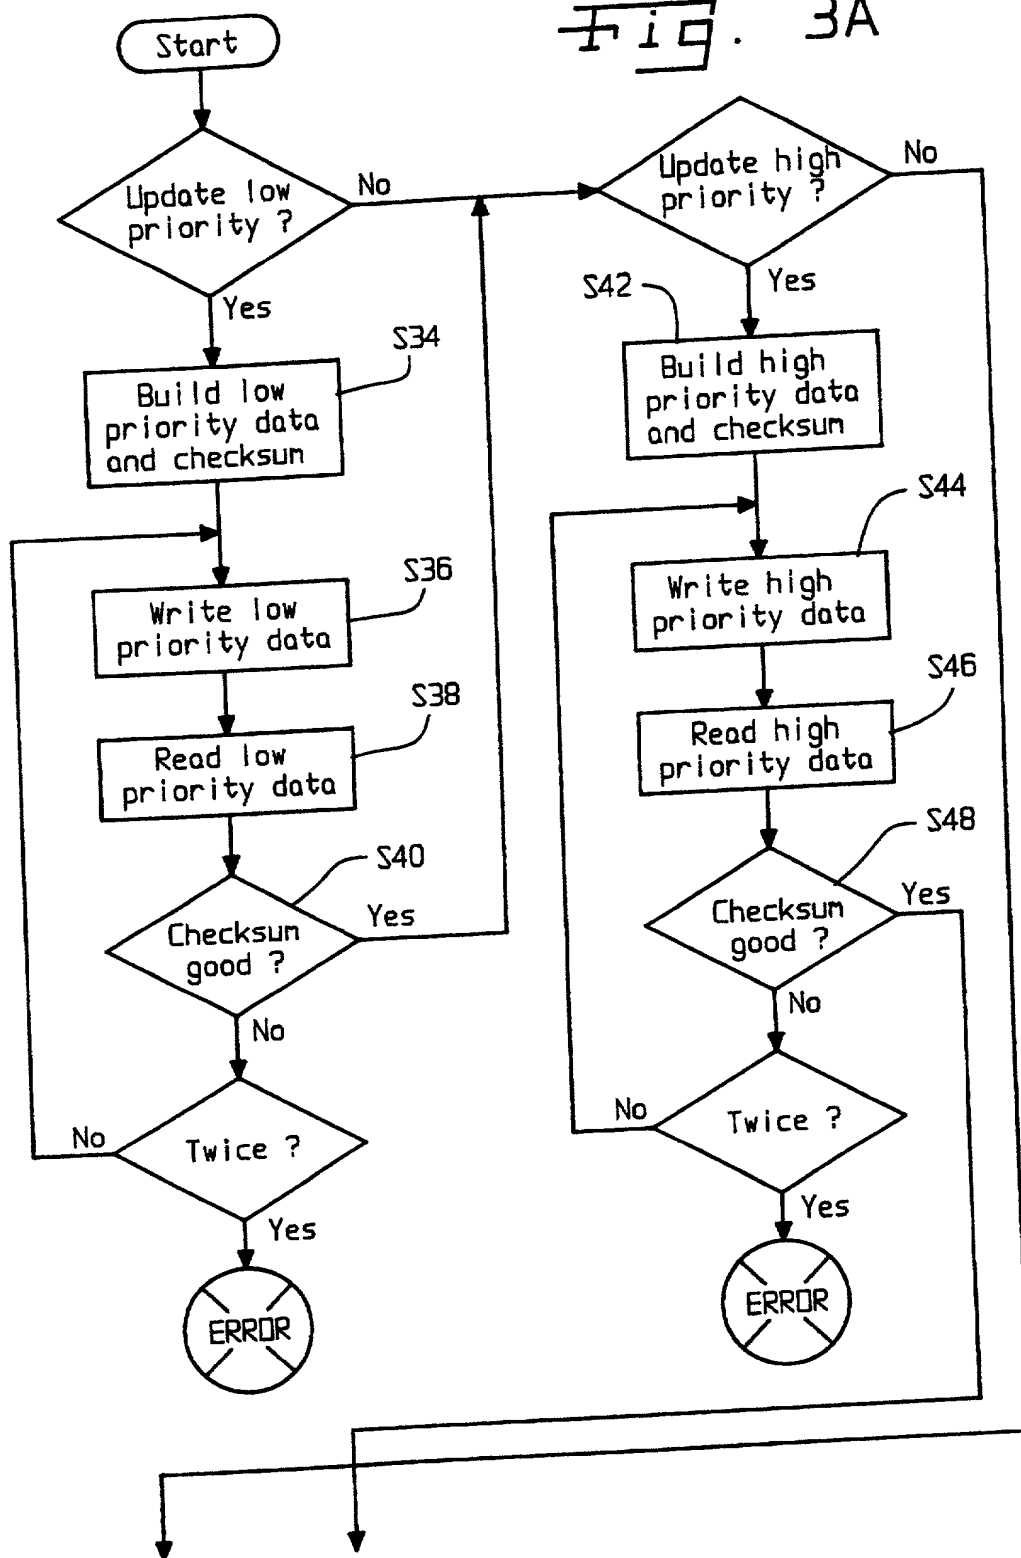 Fig. 3A
Start
Update low
priority ?
No
Yes
S34
Build low
priority data
and checksum
S36
Write low
priority data
S38
Read low
priority data
S40
Checksum
good ?
Yes
No
Twice ?
No
Yes
ERROR
Update high
priority ?
No
Yes
S42
Build high
priority data
and checksum
S44
Write high
priority data
S46
Read high
priority data
S48
Checksum
good ?
Yes
No
Twice ?
No
Yes
ERROR